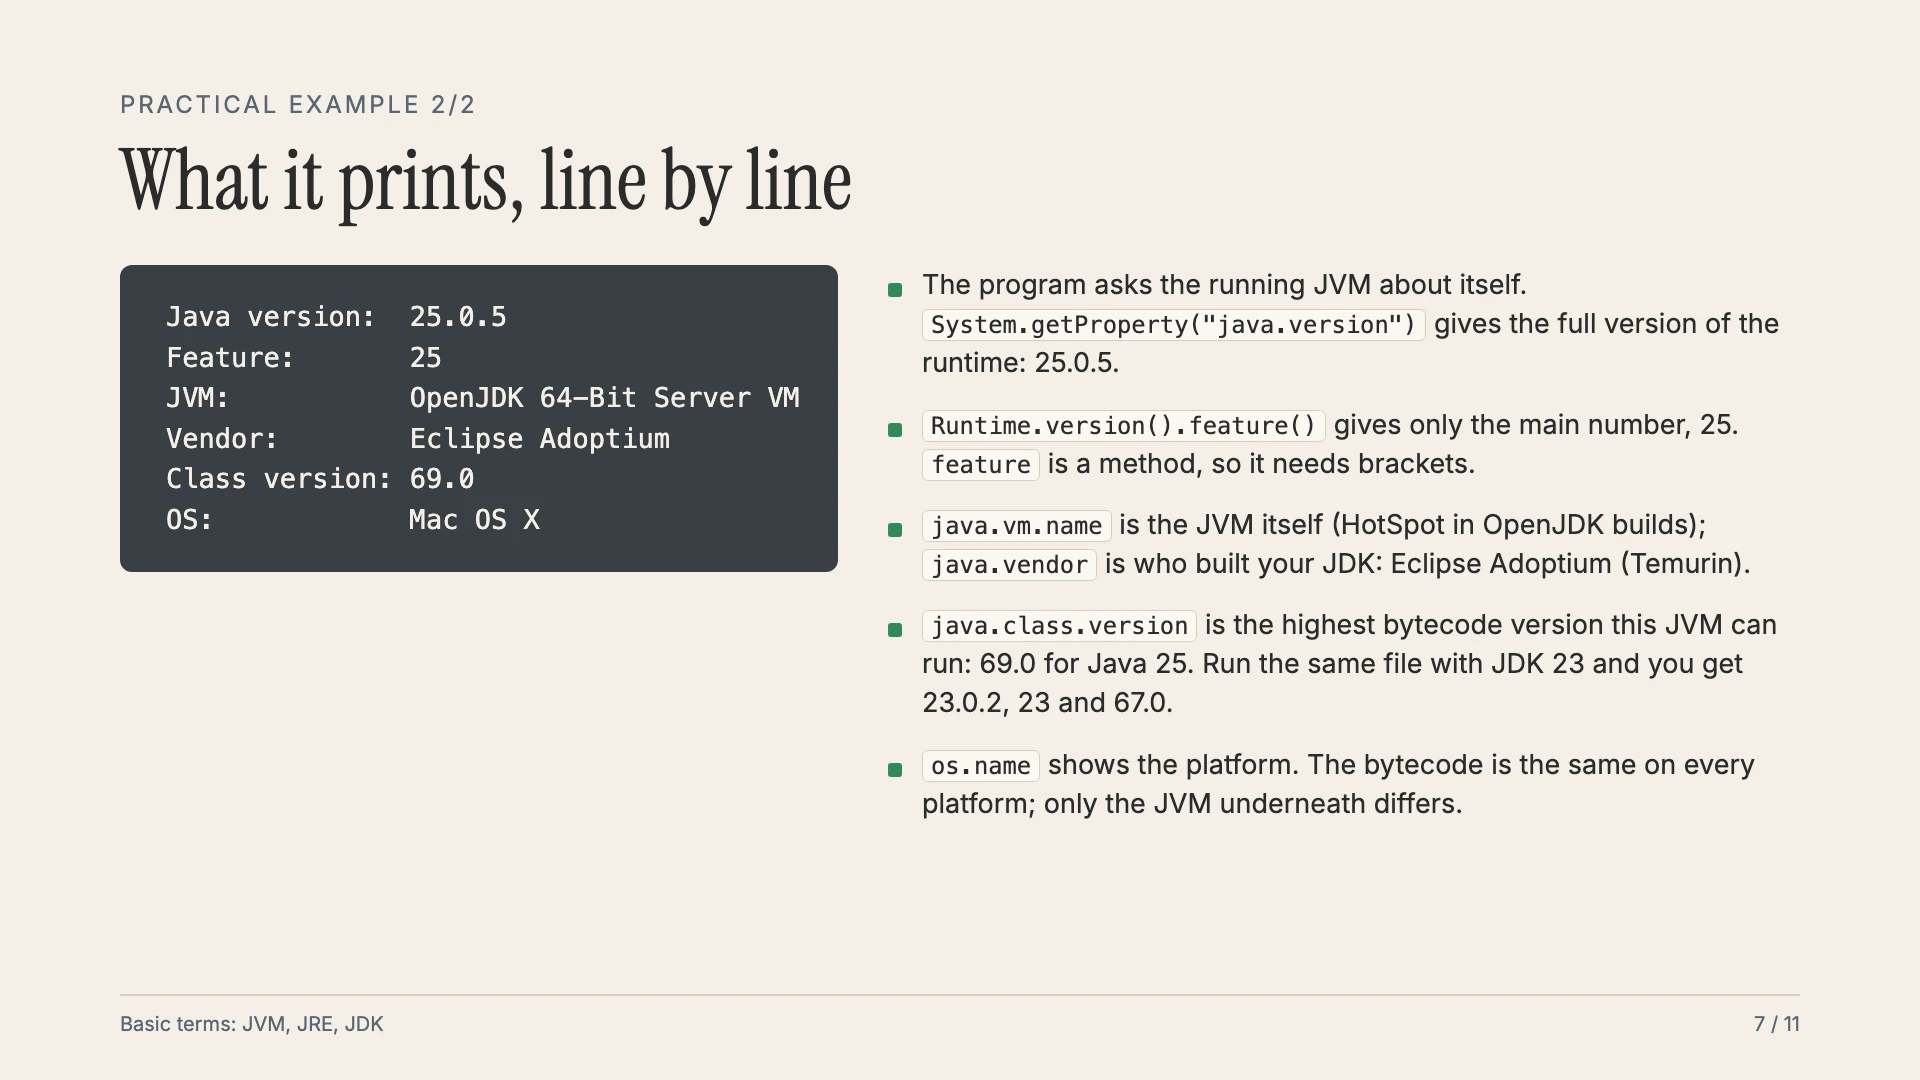 PRACTICAL EXAMPLE 2/2
What it prints, line by line
Java version:  25.0.5
Feature:       25
JVM:           OpenJDK 64-Bit Server VM
Vendor:        Eclipse Adoptium
Class version: 69.0
OS:            Mac OS X
The program asks the running JVM about itself.
System.getProperty("java.version") gives the full version of the
runtime: 25.0.5.
Runtime.version().feature() gives only the main number, 25.
feature is a method, so it needs brackets.
java.vm.name is the JVM itself (HotSpot in OpenJDK builds);
java.vendor is who built your JDK: Eclipse Adoptium (Temurin).
java.class.version is the highest bytecode version this JVM can
run: 69.0 for Java 25. Run the same file with JDK 23 and you get
23.0.2, 23 and 67.0.
os.name shows the platform. The bytecode is the same on every
platform; only the JVM underneath differs.
Basic terms: JVM, JRE, JDK
7 / 11